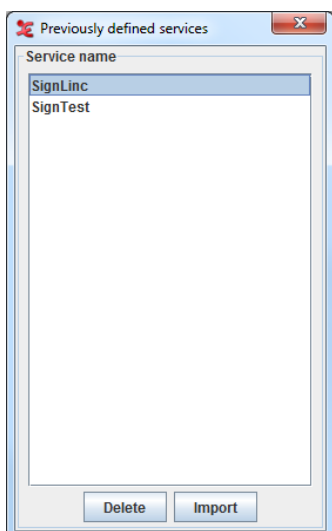 Previously defined services
Service name
SignLinc
SignTest
Delete Import